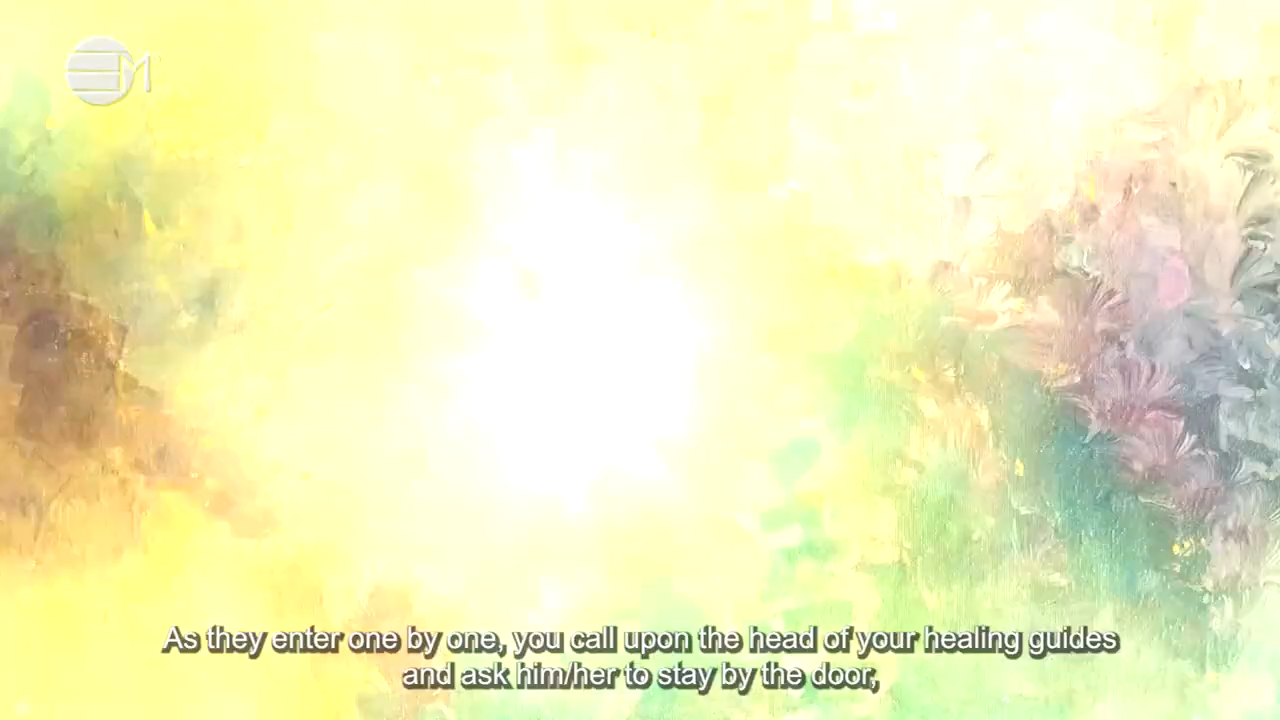 EM
As they enter one by one, you call upon the head of your healing guides
and ask him/her to stay by the door,